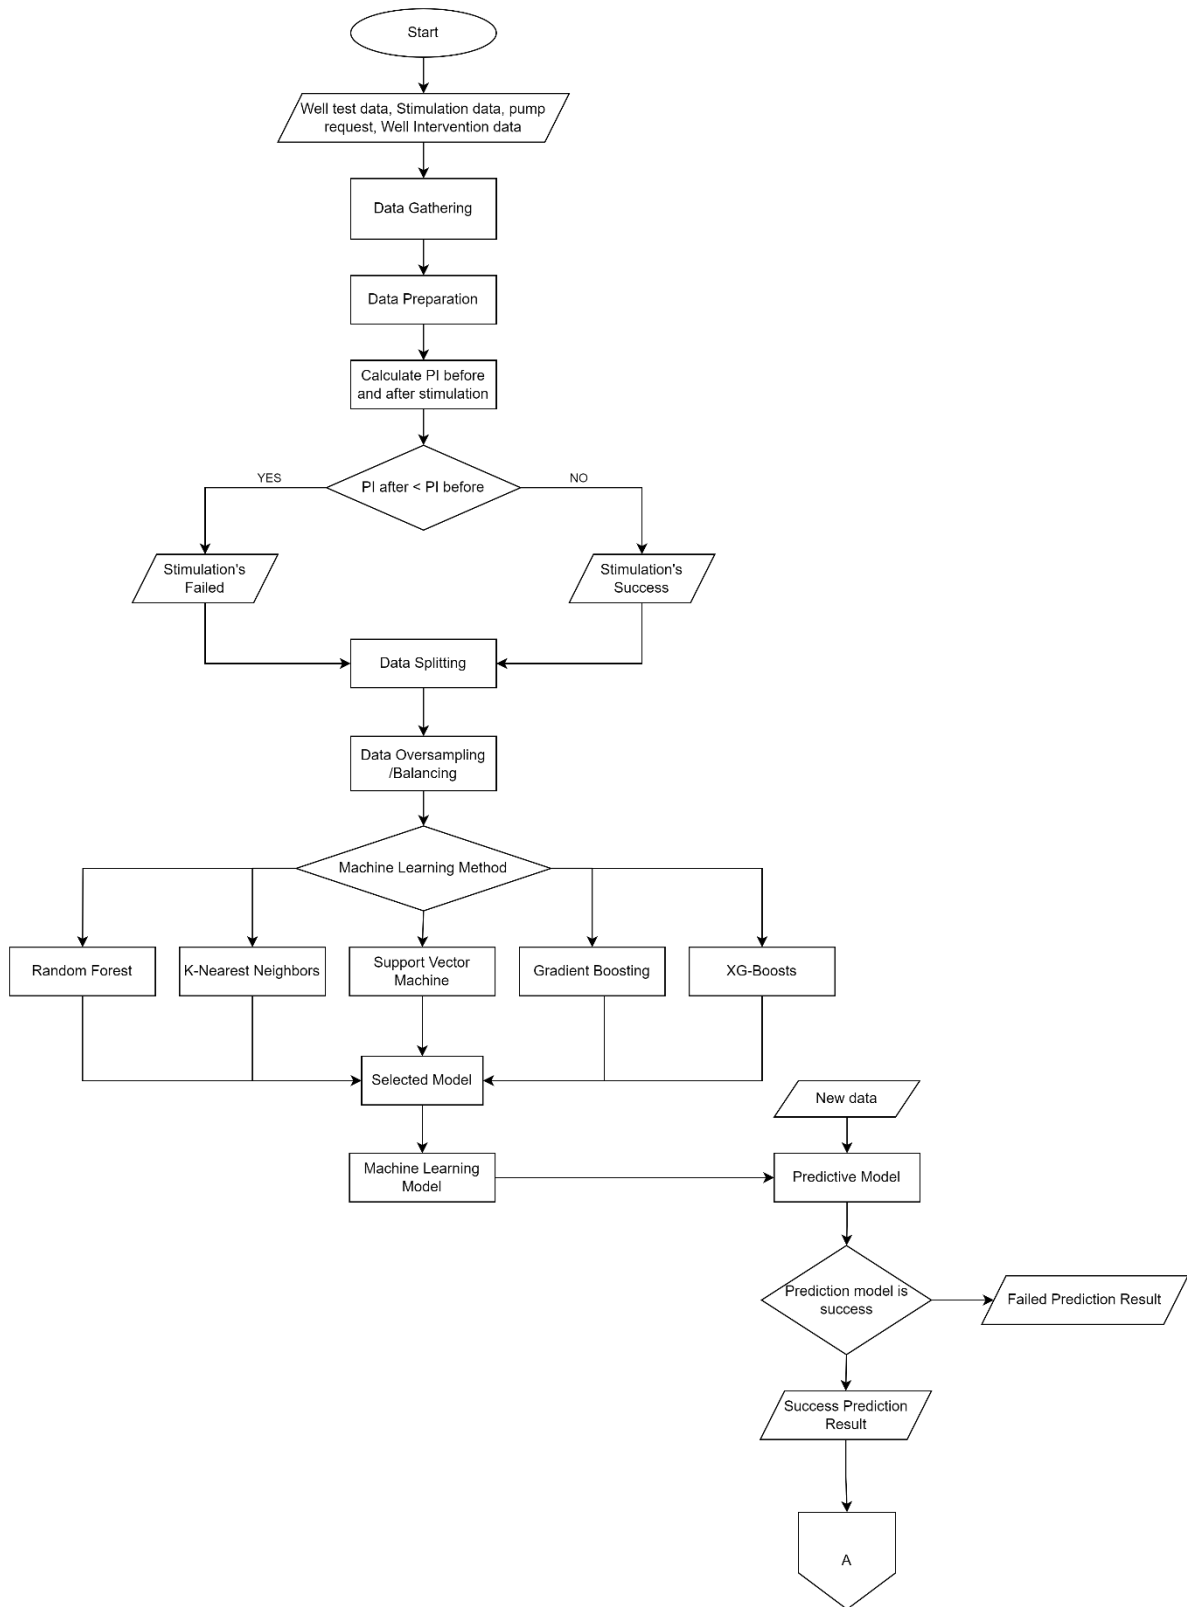 Start
Well test data, Stimulation data, pump
request, Well Intervention data
Data Gathering
Data Preparation
Calculate PI before
and after stimulation
PI after < PI before
YES
NO
Stimulation's
Failed
Stimulation's
Success
Data Splitting
Data Oversampling
/Balancing
Machine Learning Method
Random Forest
K-Nearest Neighbors
Support Vector
Machine
Gradient Boosting
XG-Boosts
Selected Model
New data
Machine Learning
Model
Predictive Model
Prediction model is
success
Failed Prediction Result
Success Prediction
Result
A